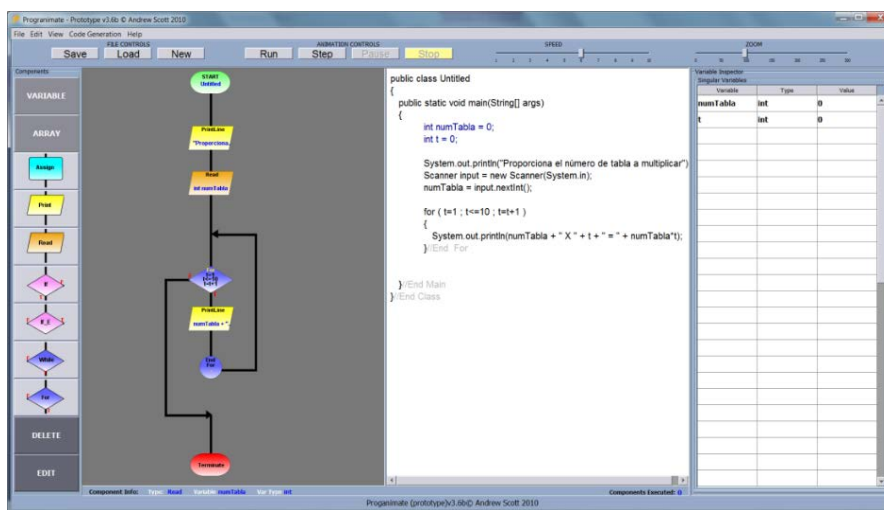 Progranimate - Prototype v3.6b © Andrew Scott 2010
File Edit View Code Generation Help
FILE CONTROLS
Save Load New
ANIMATION CONTROLS
Run Step Pause Stop
SPEED
ZOOM
Components
VARIABLE
ARRAY
Assign
Print
Read
If
If_E
While
For
DELETE
EDIT
START
Untitled
PrintLine
"Proporciona.
Read
int numTabla
For
t=1
t<=10
t=t+1
PrintLine
numTabla + "
End
For
Terminate
public class Untitled
{
public static void main(String[] args)
{
int numTabla = 0;
int t = 0;
System.out.println("Proporciona el número de tabla a multiplicar")
Scanner input = new Scanner(System.in);
numTabla = input.nextInt();
for ( t=1 ; t<=10 ; t=t+1 )
{
System.out.println(numTabla + " X " + t + " = " + numTabla*t);
}//End For
}//End Main
}//End Class
Variable Inspector
Singular Variables
Variable Type Value
numTabla int 0
t int 0
Component Info: Type: Read Variable: numTabla Var Type: int
Components Executed: 0
Proganimate (prototype)v3.6b© Andrew Scott 2010